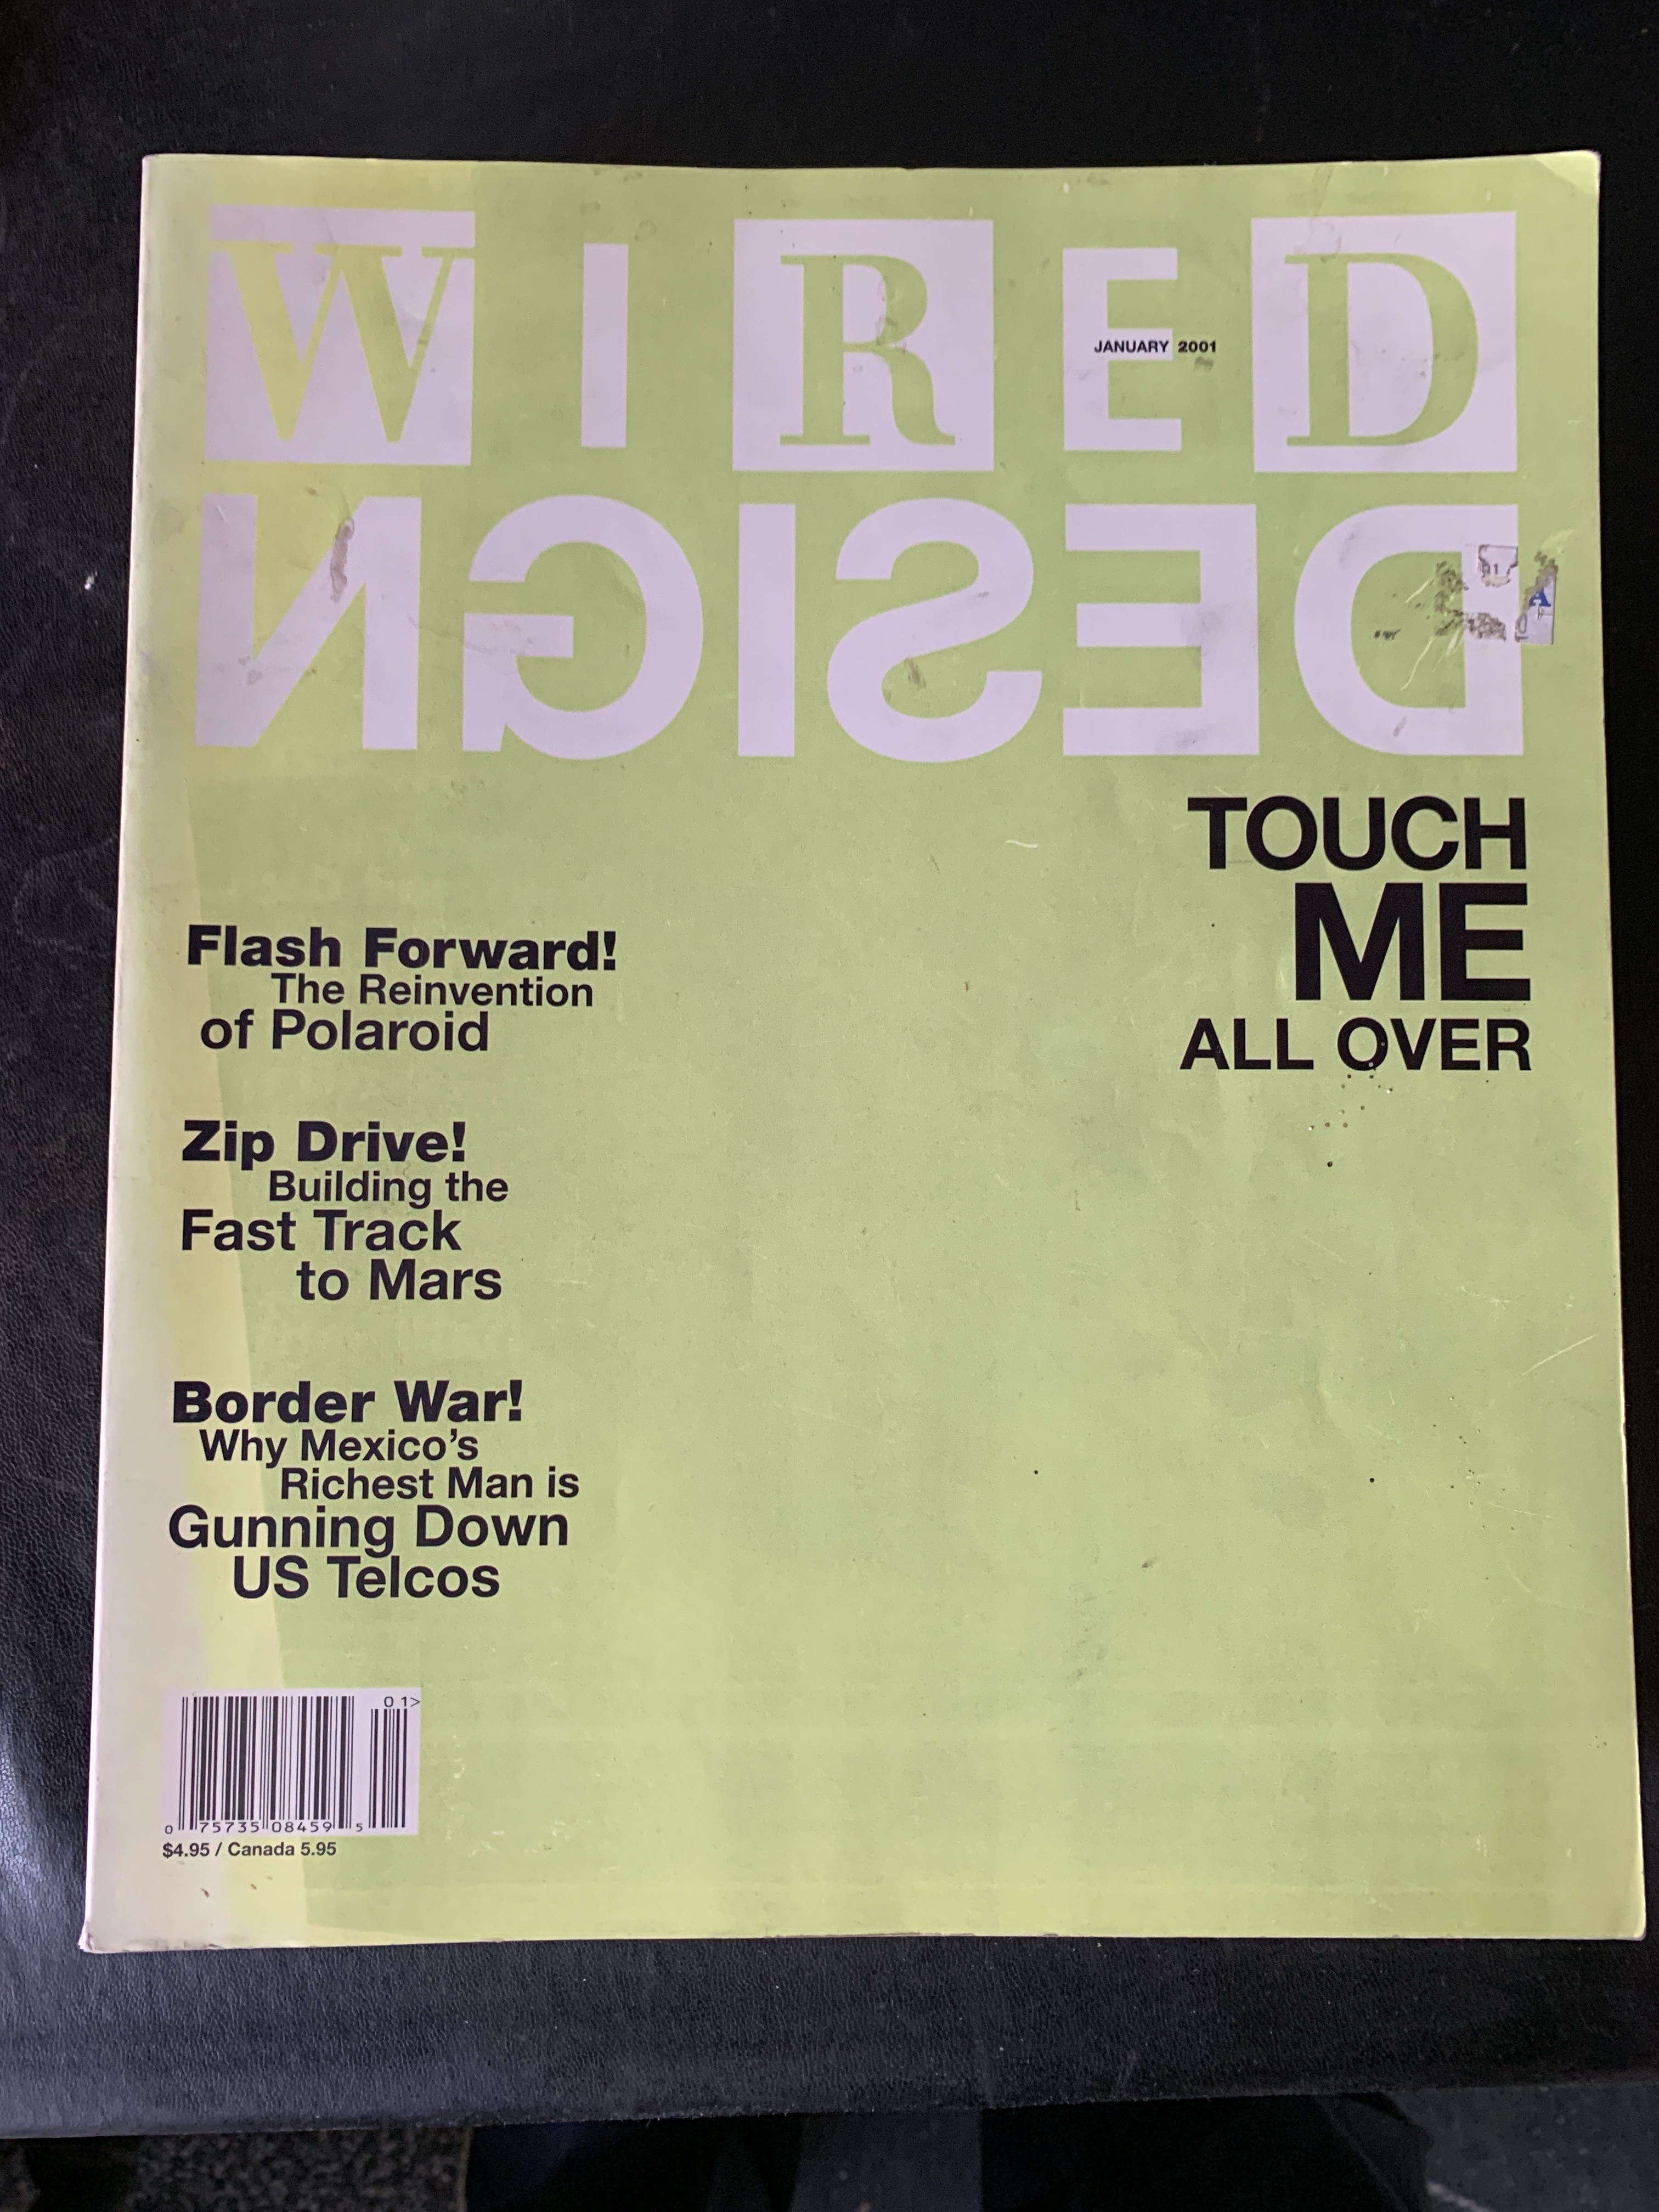 WIRED
JANUARY 2001
DESIGN
TOUCH
ME
ALL OVER
Flash Forward!
The Reinvention
of Polaroid
Zip Drive!
Building the
Fast Track
to Mars
Border War!
Why Mexico's
Richest Man is
Gunning Down
US Telcos
01>
0 75735 08459 5
$4.95 / Canada 5.95